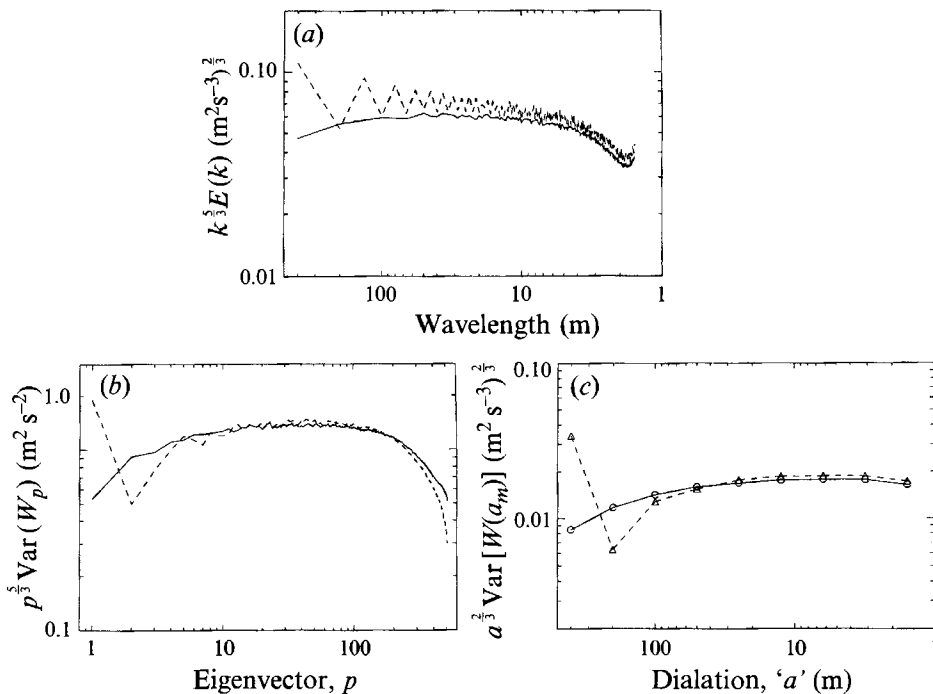 (a)
0.10
0.01
k^{5/3}E(k) (m²s⁻³)^{2/3}
100
10
1
Wavelength (m)
(b)
1.0
0.1
p^{5/3} Var (W_p) (m² s⁻²)
1
10
100
Eigenvector, p
(c)
0.10
0.01
a^{2/3} Var [W(a_m)] (m² s⁻³)^{2/3}
100
10
Dialation, ‘a’ (m)